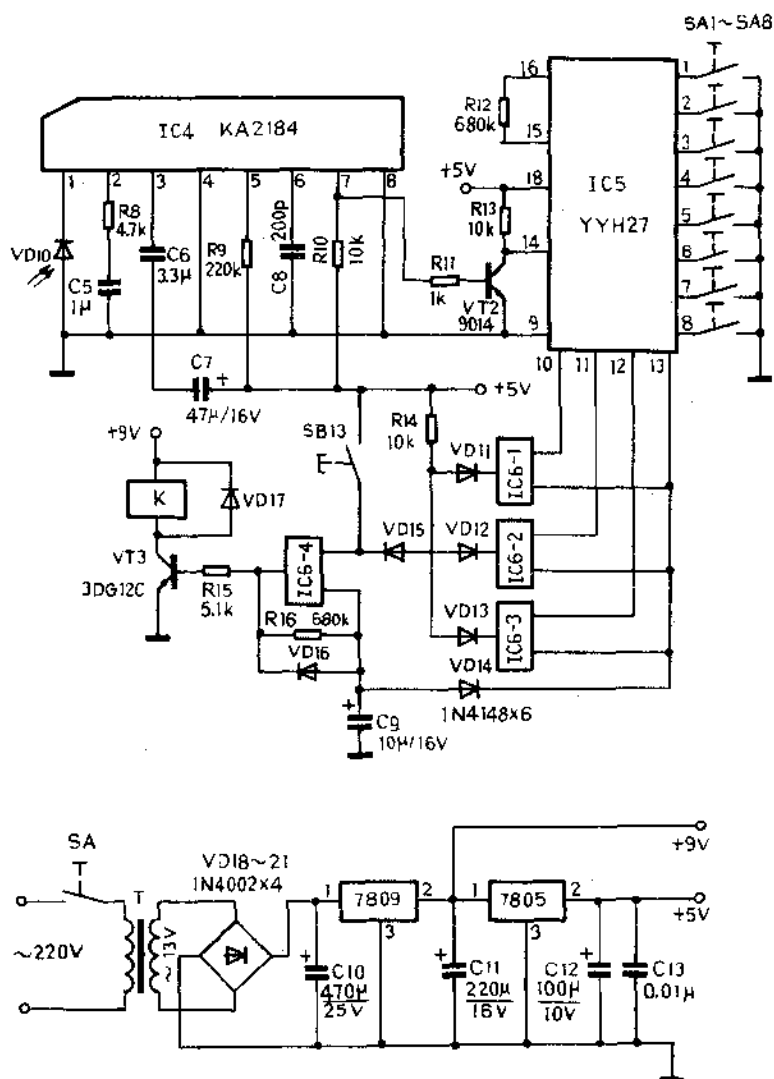 SA1~SA8
16
1
IC4 KA2184
R12
680k
2
15
3
+5V
18
IC5
4
1
2
3
4
5
6
7
8
R13
10k
YYH27
5
R8
4.7k
200p
14
6
VD10
C6
3.3μ
R9
220k
C8
R10
10k
R11
1k
7
C5
1μ
VT2
9014
9
8
10
11
12
13
C7
+
47μ/16V
+5V
+9V
SB13
R14
10k
VD11
IC6-1
K
VD17
VD15
VD12
IC6-2
VT3
IC6-4
3DG12C
R15
5.1k
VD13
IC6-3
R16
680k
VD16
VD14
1N4148×6
+
C9
10μ/16V
SA
+9V
VD18~21
1N4002×4
T
1
7809
2
1
7805
2
+5V
~220V
~13V
3
3
+
C10
470μ
25V
+
C11
220μ
16V
C12
100μ
10V
+
C13
0.01μ